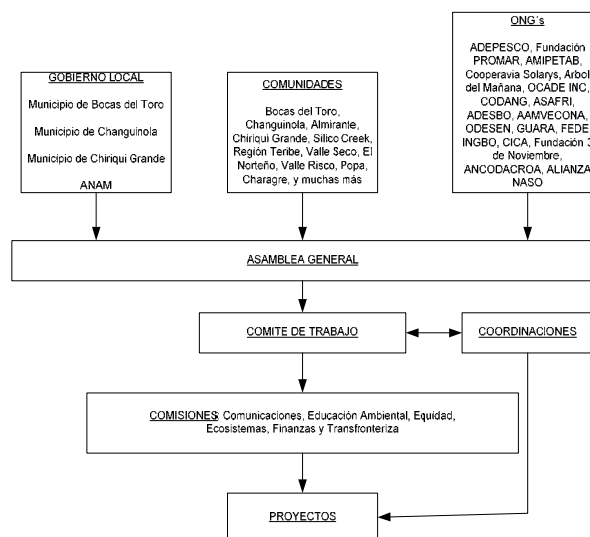 GOBIERNO LOCAL
Municipio de Bocas del Toro
Municipio de Changuinola
Municipio de Chiriqui Grande
ANAM
COMUNIDADES
Bocas del Toro,
Changuinola, Almirante,
Chiriqui Grande, Silico Creek,
Región Teribe, Valle Seco, El
Norteño, Valle Risco, Popa,
Charagre, y muchas más
ONG´s
ADEPESCO, Fundación
PROMAR, AMIPETAB,
Cooperavia Solarys, Arbol
del Mañana, OCADE INC,
CODANG, ASAFRI,
ADESBO, AAMVECONA,
ODESEN, GUARA, FEDE
INGBO, CICA, Fundación 3
de Noviembre,
ANCODACROA, ALIANZA
NASO
ASAMBLEA GENERAL
COMITE DE TRABAJO
COORDINACIONES
COMISIONES: Comunicaciones, Educación Ambiental, Equídad,
Ecosistemas, Finanzas y Transfronteriza
PROYECTOS